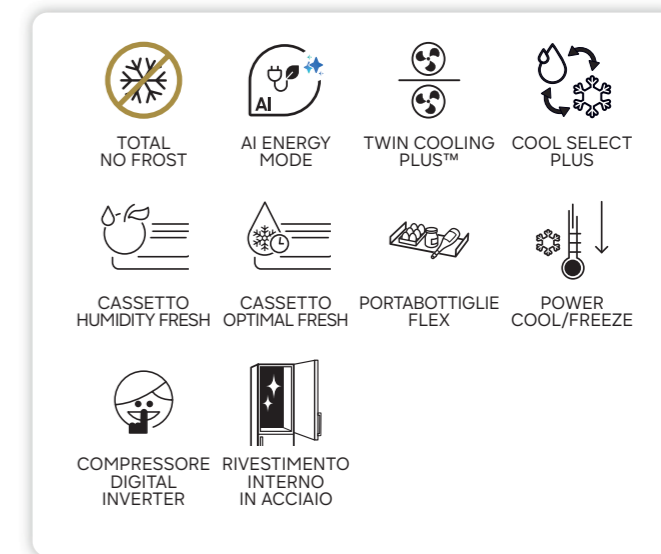 TOTAL
NO FROST
AI
AI ENERGY
MODE
TWIN COOLING
PLUS™
COOL SELECT
PLUS
CASSETTO
HUMIDITY FRESH
CASSETTO
OPTIMAL FRESH
PORTABOTTIGLIE
FLEX
POWER
COOL/FREEZE
COMPRESSORE
DIGITAL
INVERTER
RIVESTIMENTO
INTERNO
IN ACCIAIO